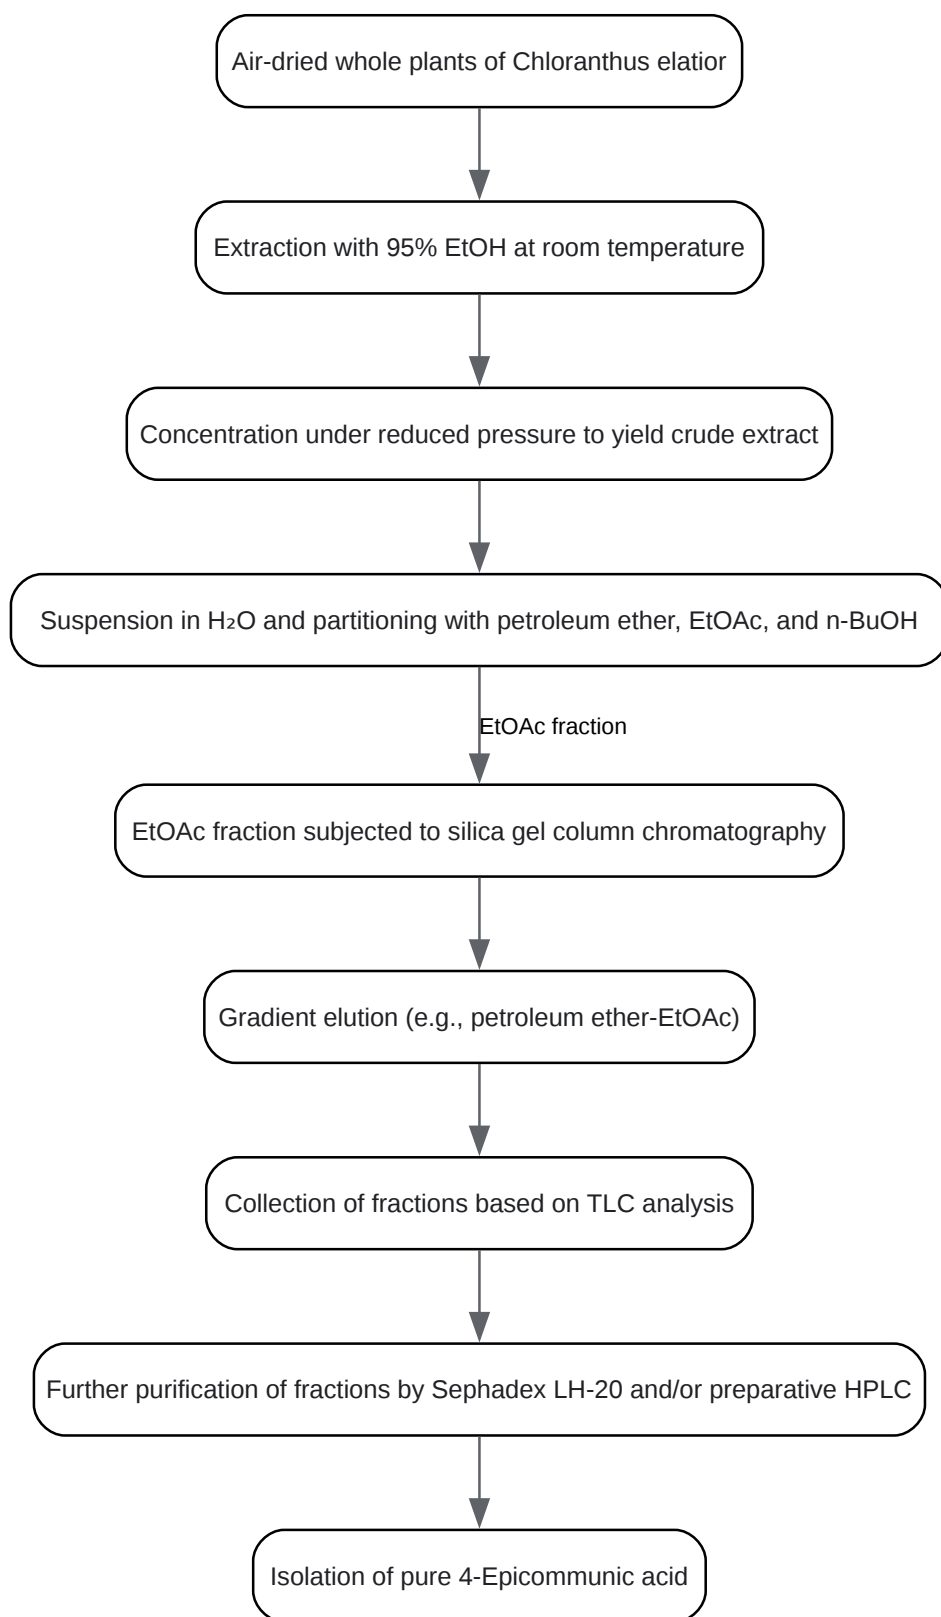 Air-dried whole plants of Chloranthus elatior
Extraction with 95% EtOH at room temperature
Concentration under reduced pressure to yield crude extract
Suspension in H₂O and partitioning with petroleum ether, EtOAc, and n-BuOH
EtOAc fraction
EtOAc fraction subjected to silica gel column chromatography
Gradient elution (e.g., petroleum ether-EtOAc)
Collection of fractions based on TLC analysis
Further purification of fractions by Sephadex LH-20 and/or preparative HPLC
Isolation of pure 4-Epicommunic acid